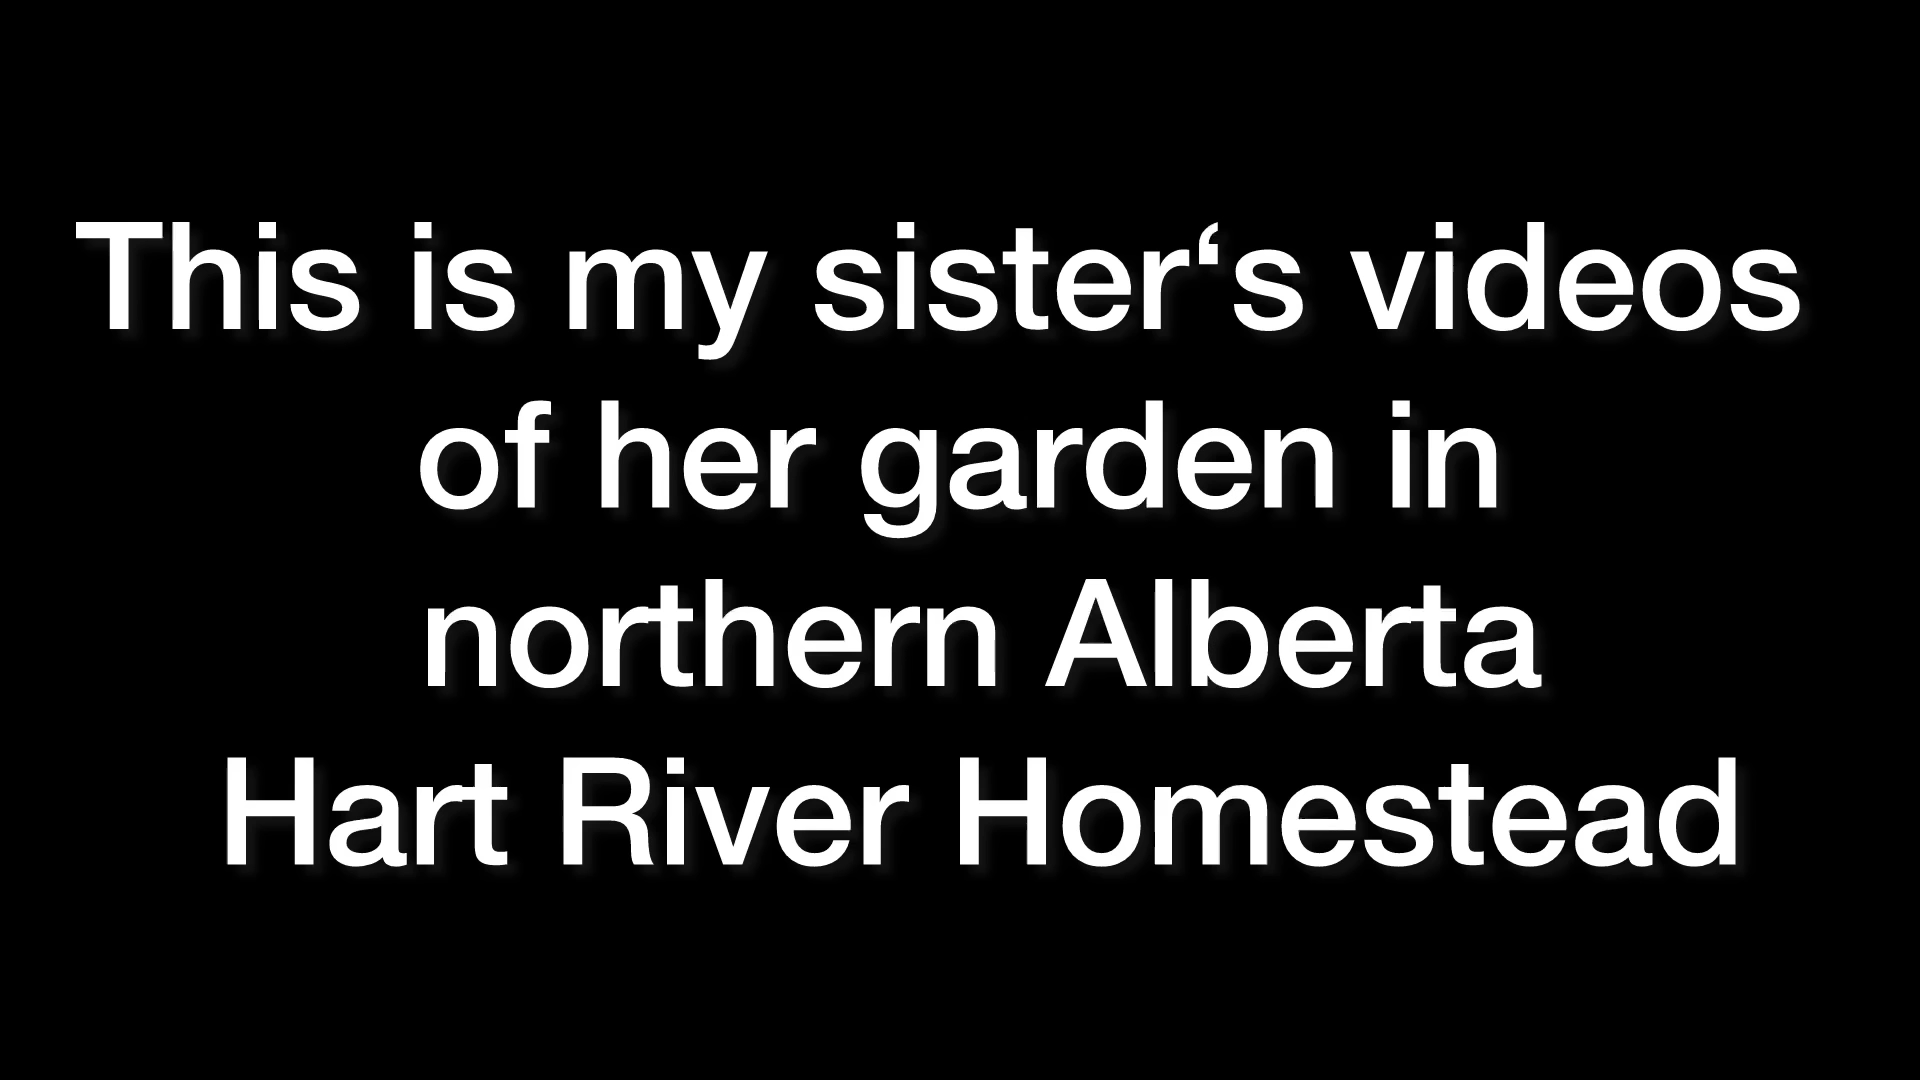 This is my sister‘s videos
of her garden in
northern Alberta
Hart River Homestead